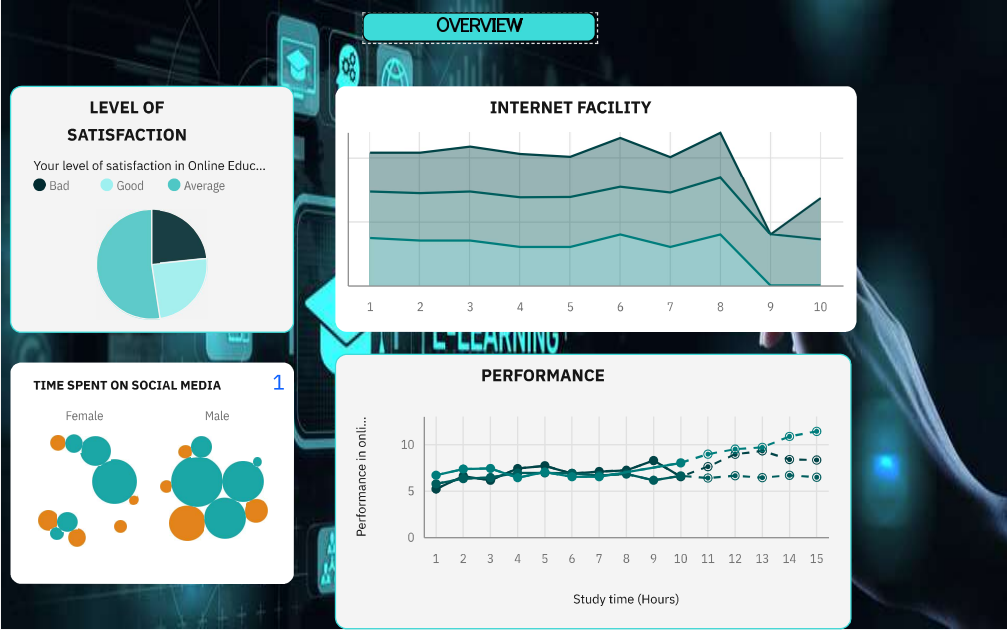 OVERVIEW
LEVEL OF
SATISFACTION
Your level of satisfaction in Online Educ...
Bad
Good
Average
INTERNET FACILITY
1 2 3 4 5 6 7 8 9 10
E-LEARNING
TIME SPENT ON SOCIAL MEDIA
1
Female
Male
PERFORMANCE
Performance in onli...
10
5
0
1 2 3 4 5 6 7 8 9 10 11 12 13 14 15
Study time (Hours)